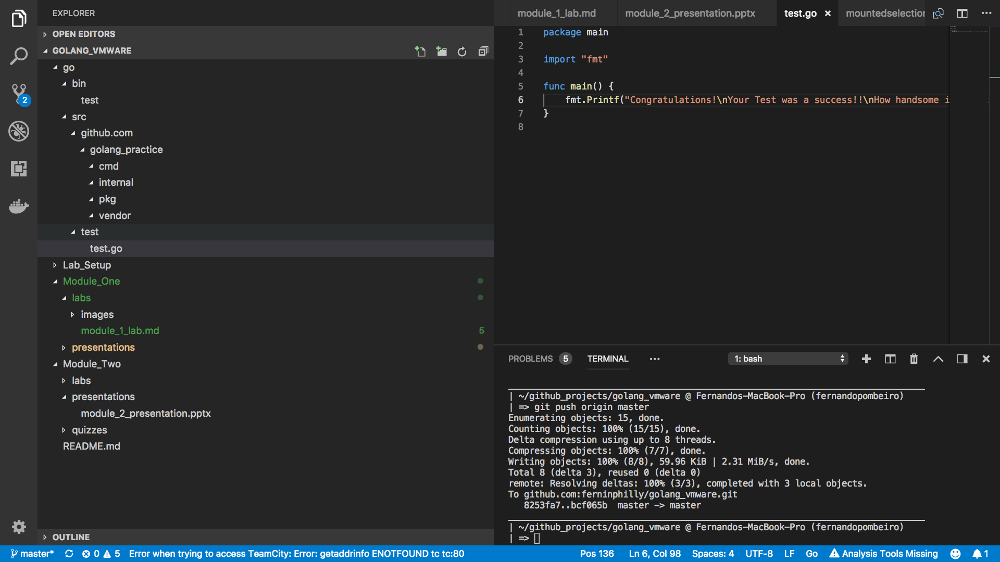 EXPLORER
OPEN EDITORS
GOLANG_VMWARE
go
bin
test
src
github.com
golang_practice
cmd
internal
pkg
vendor
test
test.go
Lab_Setup
Module_One
labs
images
module_1_lab.md 5
presentations
Module_Two
labs
presentations
module_2_presentation.pptx
quizzes
README.md
OUTLINE
2
module_1_lab.md module_2_presentation.pptx test.go mountedselection
1 package main
2
3 import "fmt"
4
5 func main() {
6 fmt.Printf("Congratulations!\nYour Test was a success!!\nHow handsome i
7 }
8
PROBLEMS 5 TERMINAL 1: bash
| ~/github_projects/golang_vmware @ Fernandos-MacBook-Pro (fernandopombeiro)
| => git push origin master
Enumerating objects: 15, done.
Counting objects: 100% (15/15), done.
Delta compression using up to 8 threads.
Compressing objects: 100% (7/7), done.
Writing objects: 100% (8/8), 59.96 KiB | 2.31 MiB/s, done.
Total 8 (delta 3), reused 0 (delta 0)
remote: Resolving deltas: 100% (3/3), completed with 3 local objects.
To github.com:ferninphilly/golang_vmware.git
8253fa7..bcf065b master -> master
| ~/github_projects/golang_vmware @ Fernandos-MacBook-Pro (fernandopombeiro)
| =>
master* 0 5 Error when trying to access TeamCity: Error: getaddrinfo ENOTFOUND tc tc:80 Pos 136 Ln 6, Col 98 Spaces: 4 UTF-8 LF Go Analysis Tools Missing 1